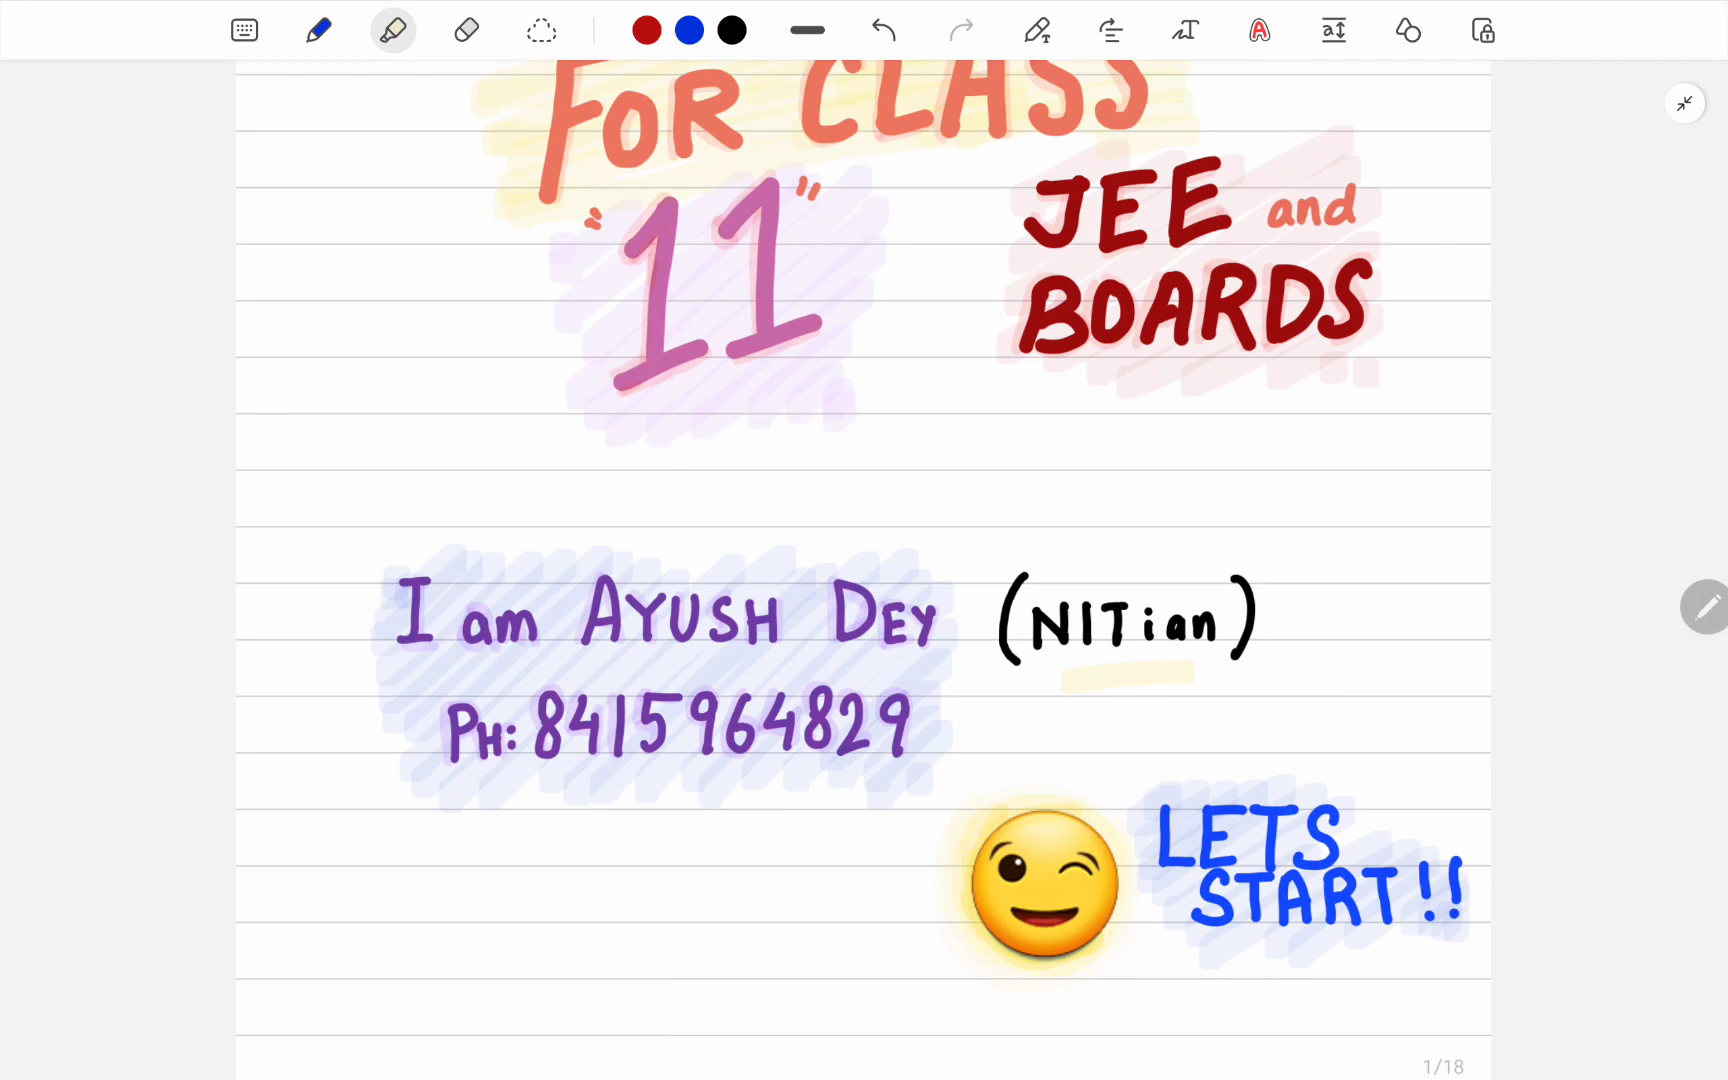 FOR CLASS
"11"
JEE and
BOARDS
I am AYUSH DEY (NITian)
PH: 8415964829
LETS
START!!
1/18